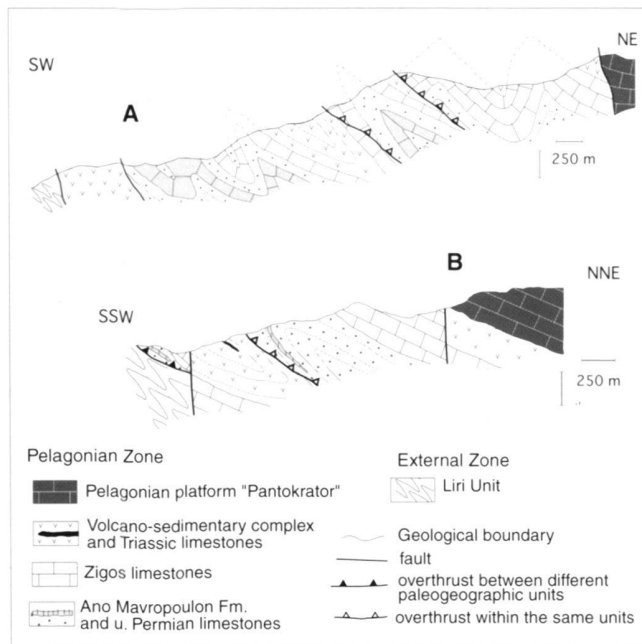 SW
NE
A
250 m
B
SSW
NNE
250 m
Pelagonian Zone
Pelagonian platform "Pantokrator"
Volcano-sedimentary complex
and Triassic limestones
Zigos limestones
Ano Mavropoulon Fm.
and u. Permian limestones
External Zone
Liri Unit
Geological boundary
fault
overthrust between different
paleogeographic units
overthrust within the same units